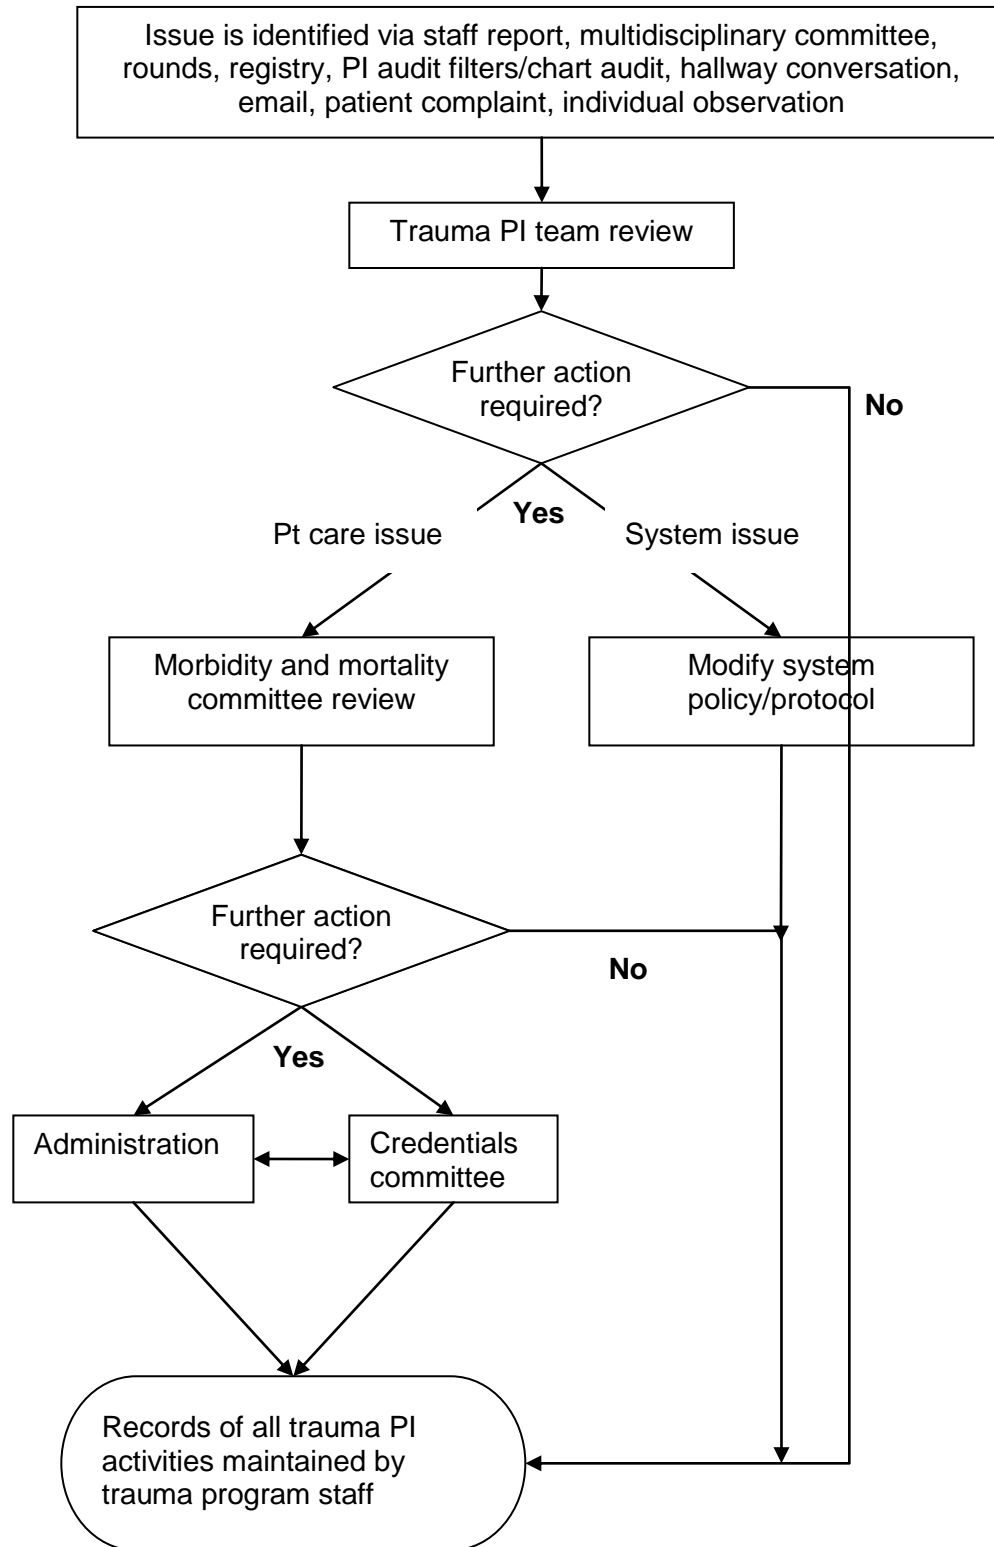 Issue is identified via staff report, multidisciplinary committee,
rounds, registry, PI audit filters/chart audit, hallway conversation,
email, patient complaint, individual observation
Trauma PI team review
Further action
required?
No
Yes
Pt care issue
System issue
Morbidity and mortality
committee review
Modify system
policy/protocol
Further action
required?
No
Yes
Administration
Credentials
committee
Records of all trauma PI
activities maintained by
trauma program staff